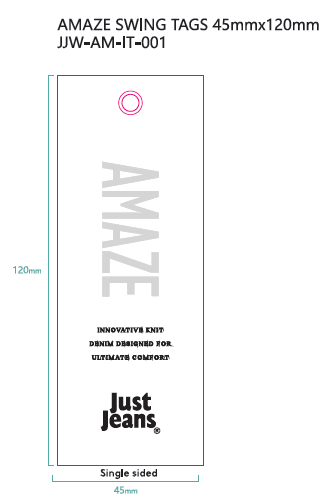 AMAZE SWING TAGS 45mmx120mm
JJW-AM-IT-001
120mm
AMAZE
INNOVATIVE KNIT
DENIM DESIGNED FOR
ULTIMATE COMFORT
Just
Jeans®
Single sided
45mm